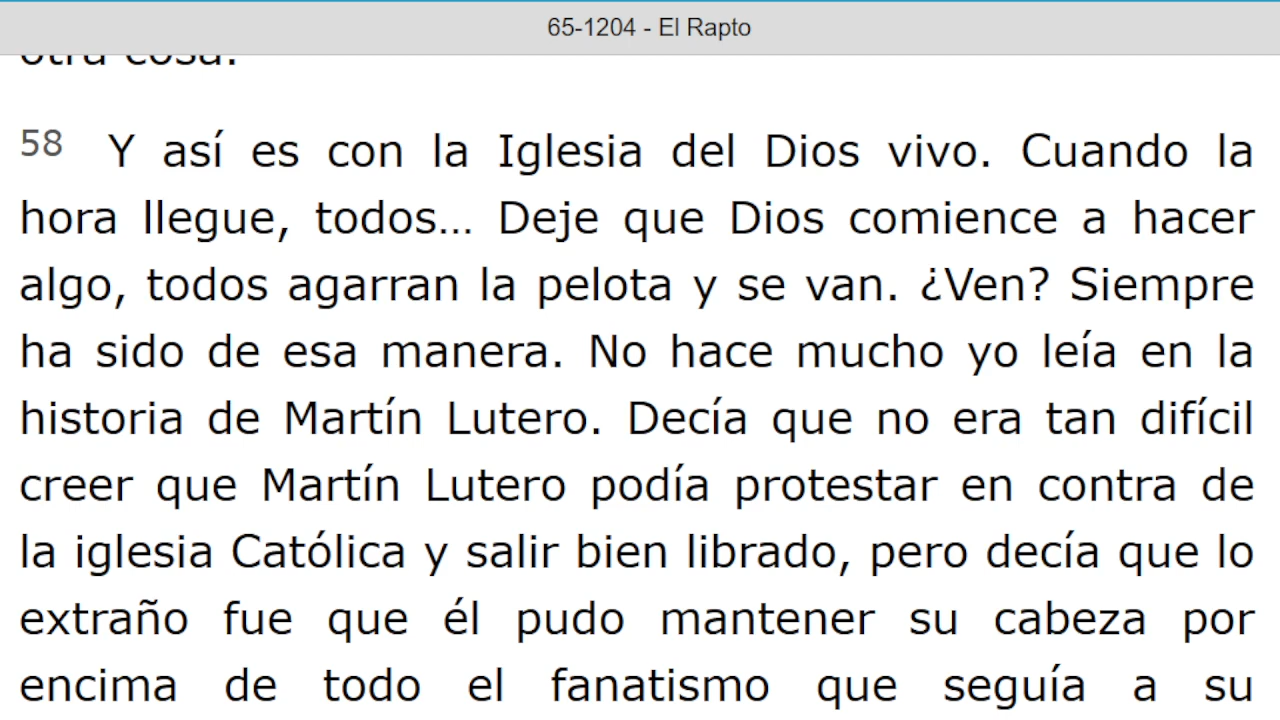 65-1204 - El Rapto
otra cosa.
58 Y así es con la Iglesia del Dios vivo. Cuando la
hora llegue, todos... Deje que Dios comience a hacer
algo, todos agarran la pelota y se van. ¿Ven? Siempre
ha sido de esa manera. No hace mucho yo leía en la
historia de Martín Lutero. Decía que no era tan difícil
creer que Martín Lutero podía protestar en contra de
la iglesia Católica y salir bien librado, pero decía que lo
extraño fue que él pudo mantener su cabeza por
encima de todo el fanatismo que seguía a su